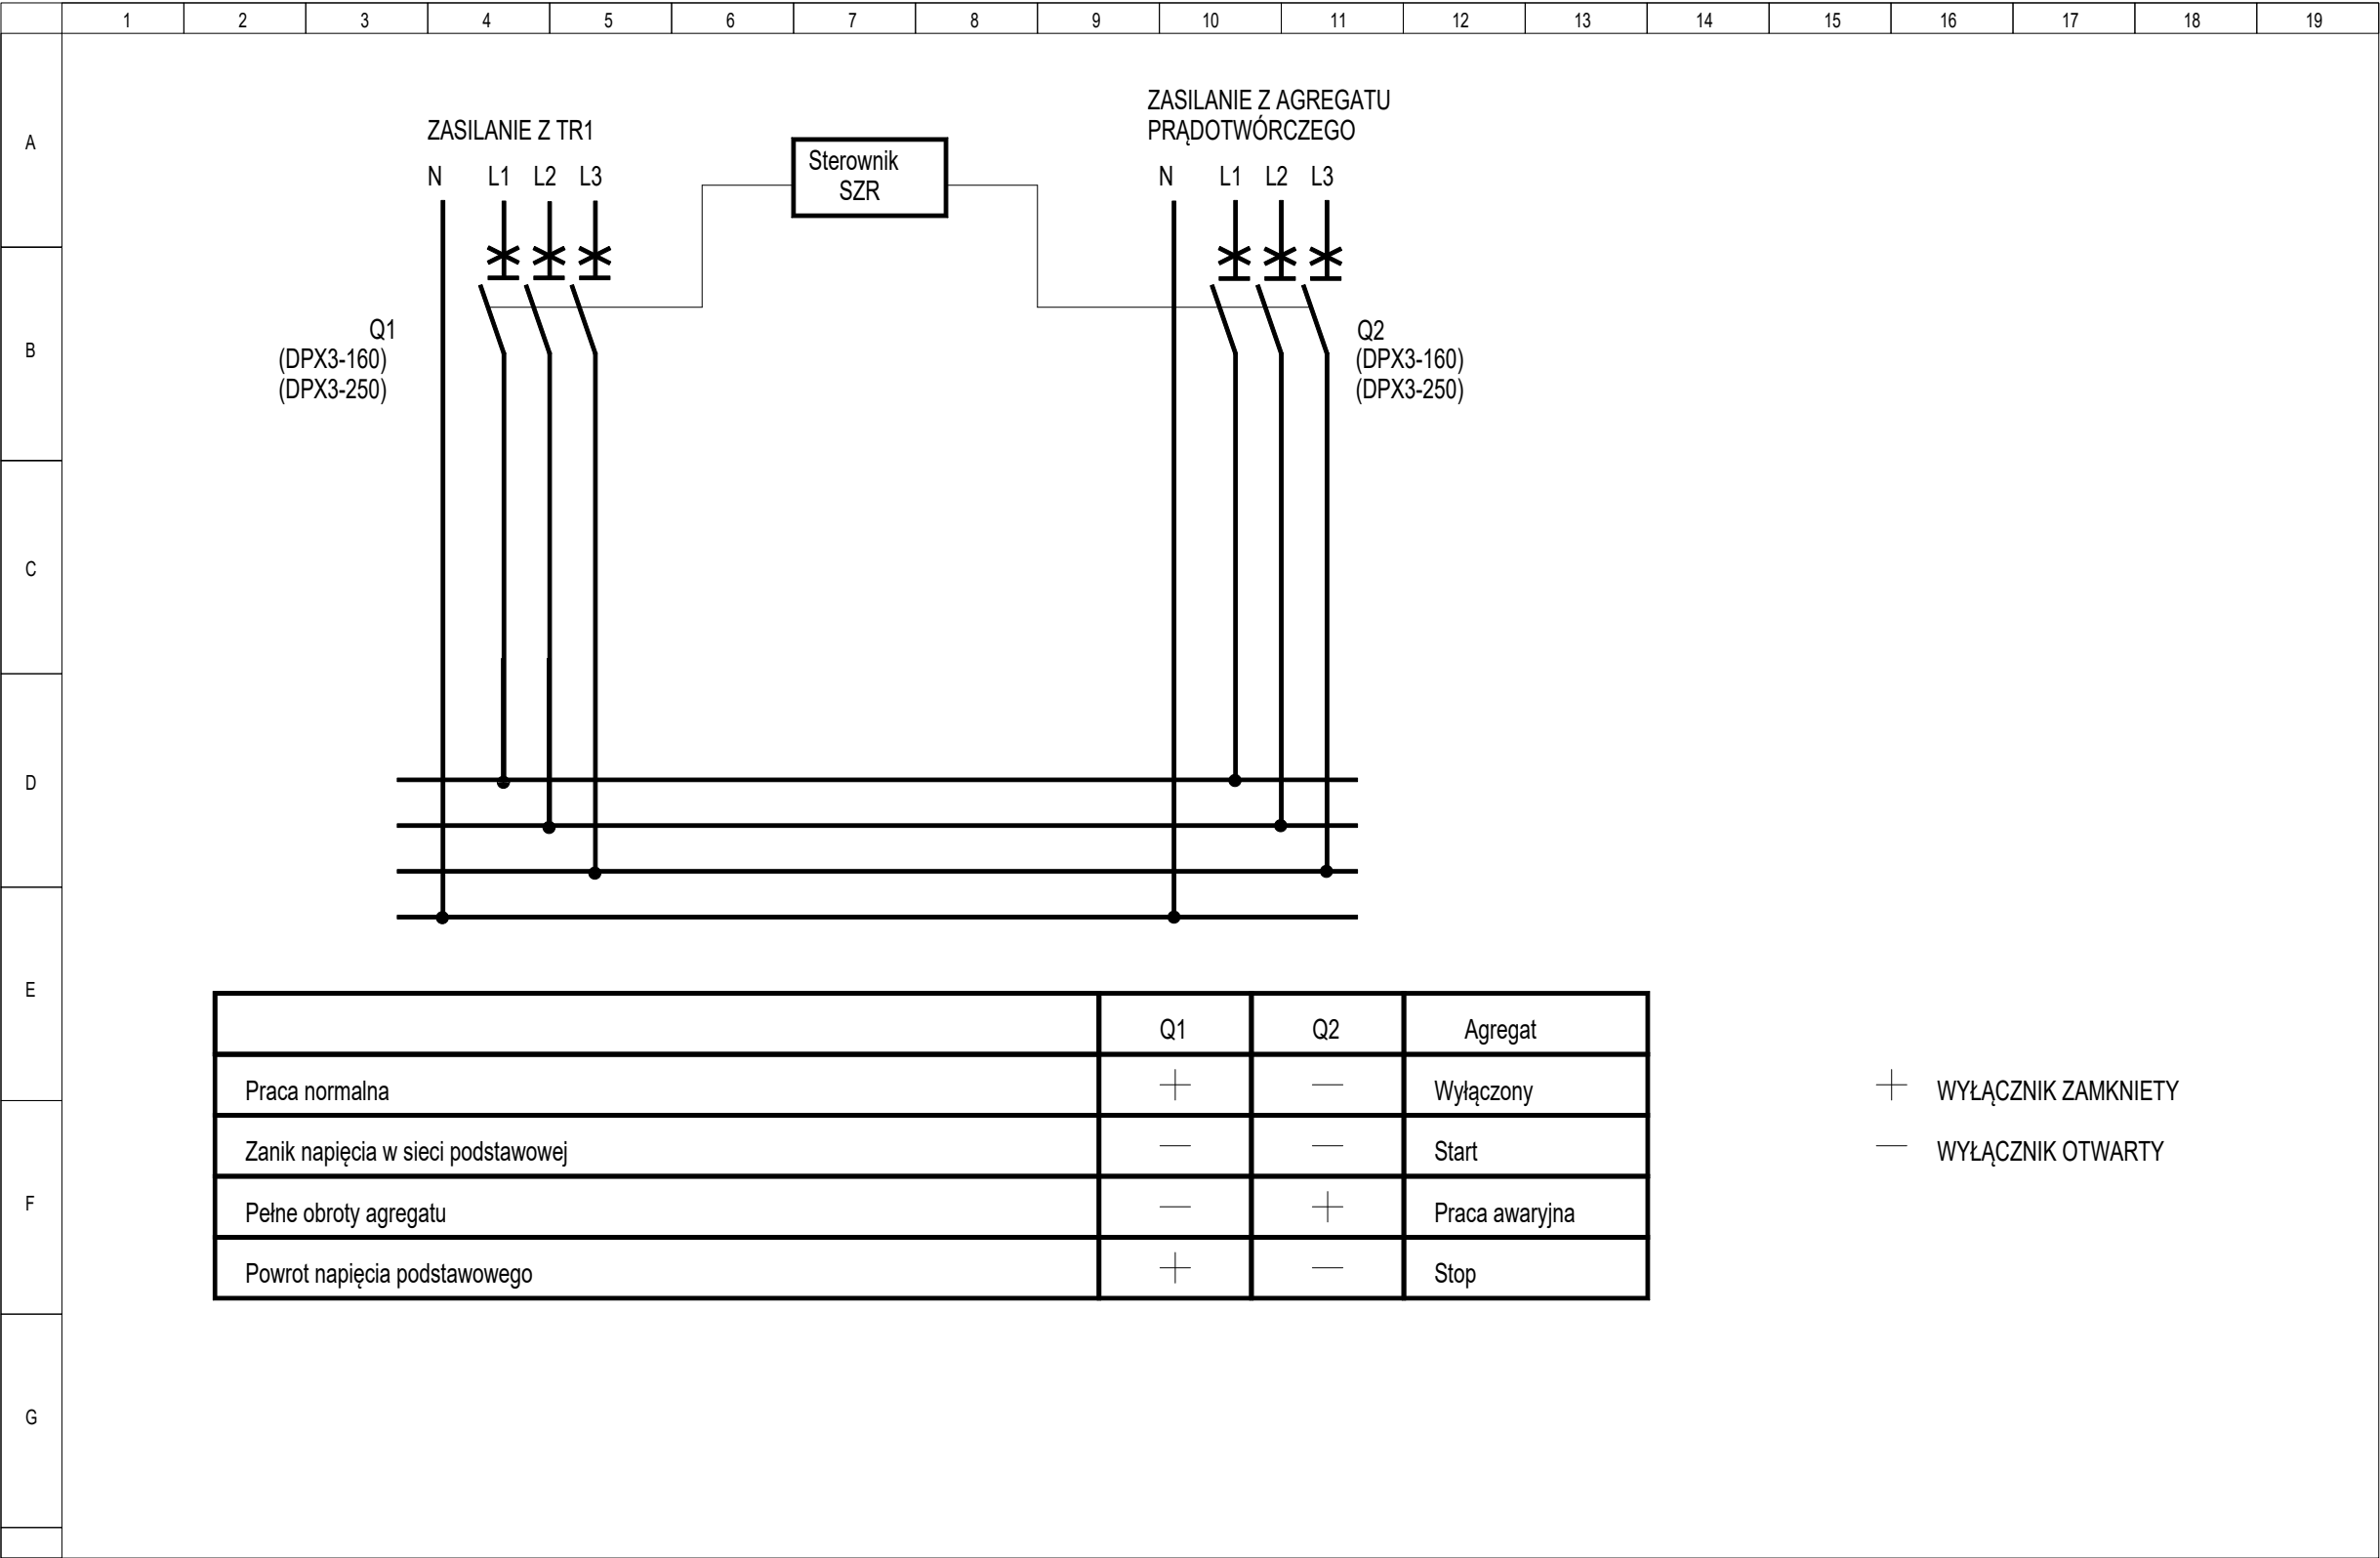 1 2 3 4 5 6 7 8 9 10 11 12 13 14 15 16 17 18 19
A
B
C
D
E
F
G
ZASILANIE Z TR1
N L1 L2 L3
Sterownik
SZR
ZASILANIE Z AGREGATU
PRĄDOTWÓRCZEGO
N L1 L2 L3
Q1
(DPX3-160)
(DPX3-250)
Q2
(DPX3-160)
(DPX3-250)
Q1 Q2 Agregat
Praca normalna + — Wyłączony
Zanik napięcia w sieci podstawowej — — Start
Pełne obroty agregatu — + Praca awaryjna
Powrot napięcia podstawowego + — Stop
+ WYŁĄCZNIK ZAMKNIETY
— WYŁĄCZNIK OTWARTY